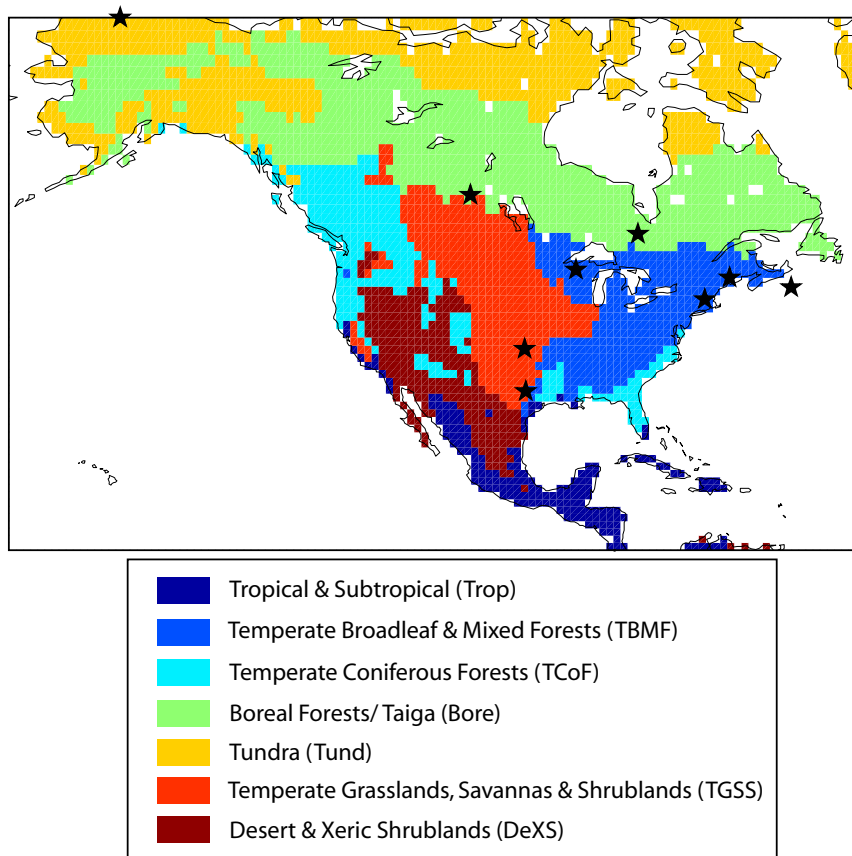 Tropical & Subtropical (Trop)
Temperate Broadleaf & Mixed Forests (TBMF)
Temperate Coniferous Forests (TCoF)
Boreal Forests/ Taiga (Bore)
Tundra (Tund)
Temperate Grasslands, Savannas & Shrublands (TGSS)
Desert & Xeric Shrublands (DeXS)